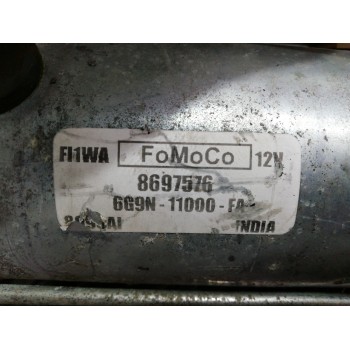 FI1WA FoMoCo 12V
8697576
6G9N-11000-FA
INDIA